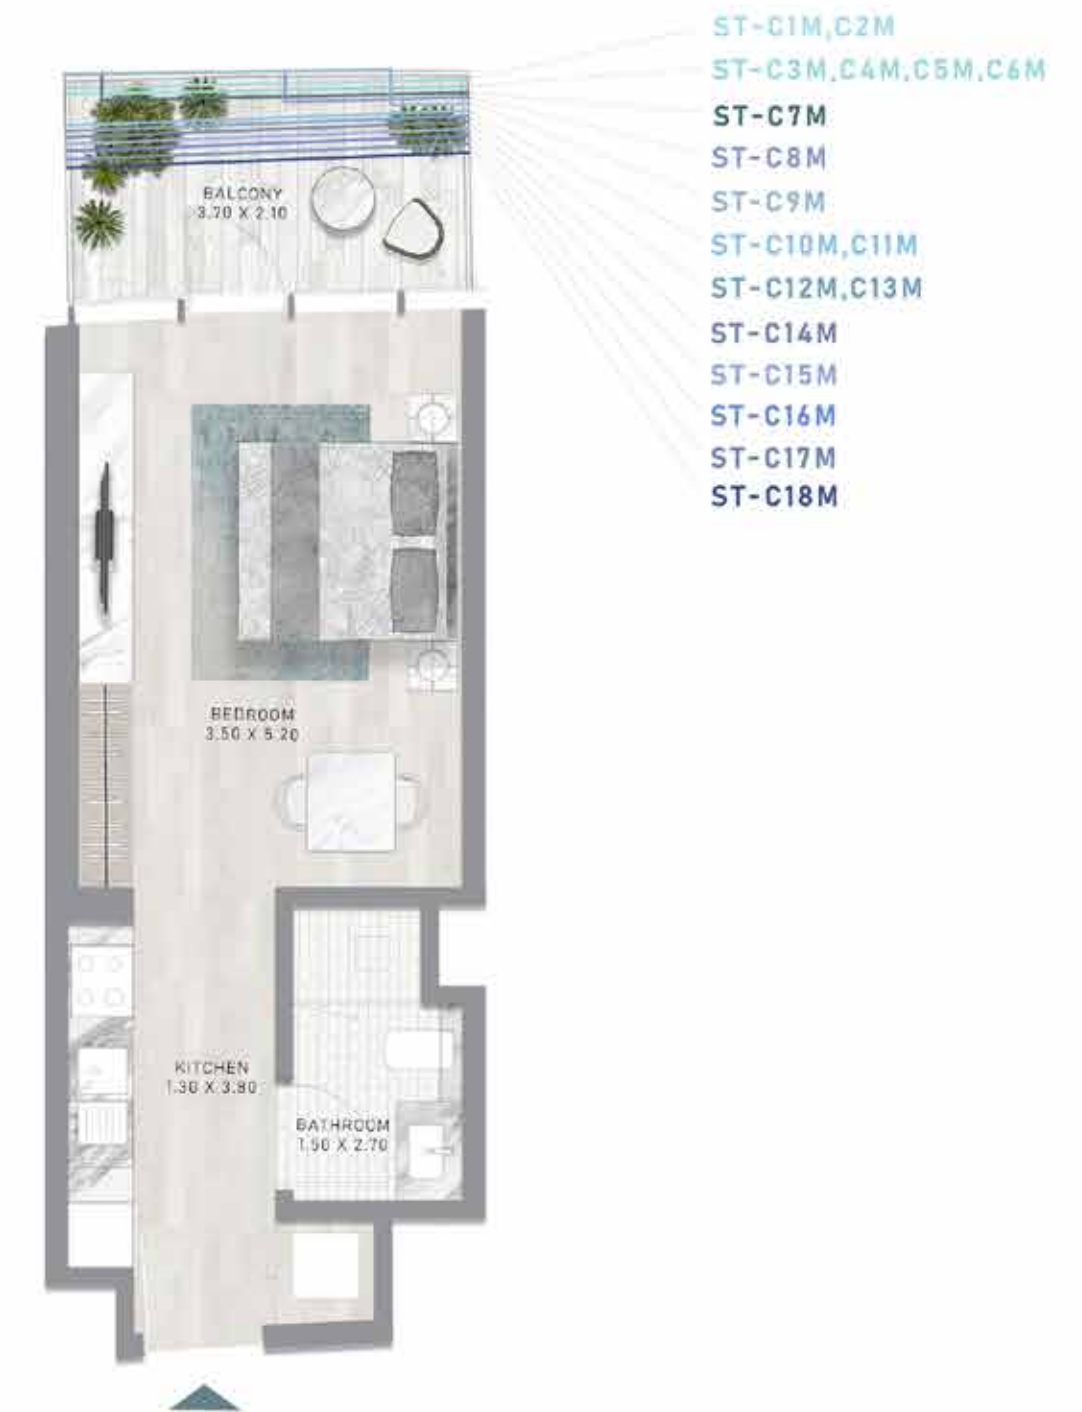 ST-C1M,C2M
ST-C3M,C4M,C5M,C6M
ST-C7M
ST-C8M
ST-C9M
ST-C10M,C11M
ST-C12M,C13M
ST-C14M
ST-C15M
ST-C16M
ST-C17M
ST-C18M
BALCONY
3.70 X 2.10
BEDROOM
3.50 X 5.20
KITCHEN
1.30 X 3.80
BATHROOM
1.50 X 2.70